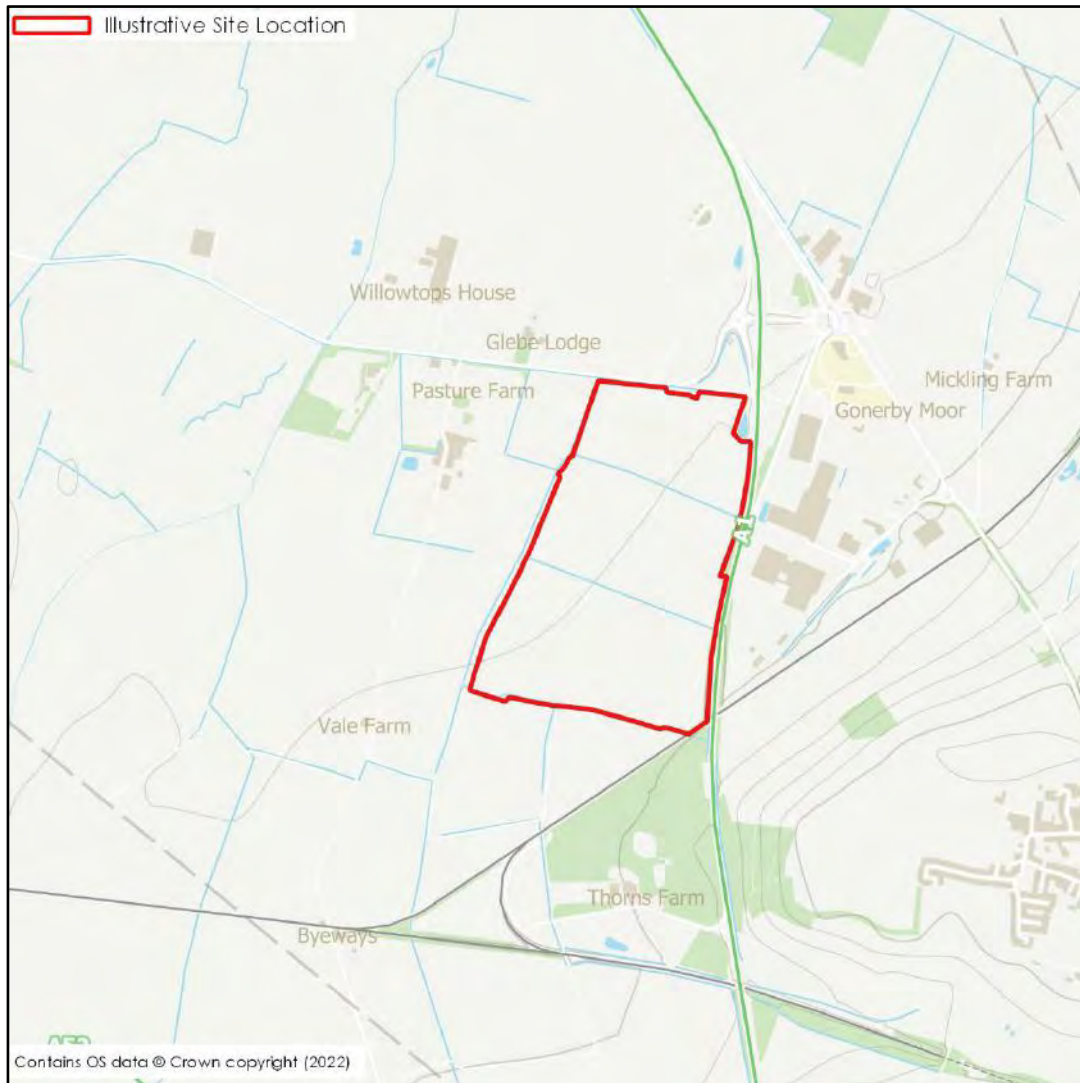 Illustrative Site Location
Willowtops House
Glebe Lodge
Pasture Farm
Mickling Farm
Gonerby Moor
A1
Vale Farm
Thorns Farm
Byeways
A52
Contains OS data © Crown copyright (2022)